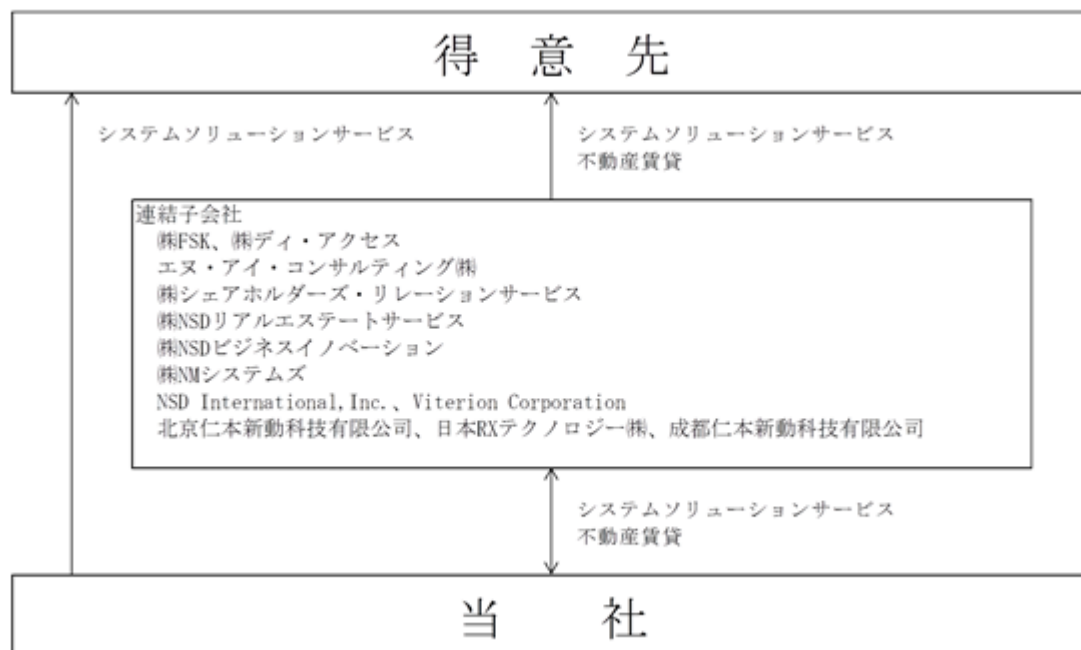 得意先
システムソリューションサービス
システムソリューションサービス
不動産賃貸
連結子会社
㈱FSK、㈱ディ・アクセス
エヌ・アイ・コンサルティング㈱
㈱シェアホルダーズ・リレーションサービス
㈱NSDリアルエステートサービス
㈱NSDビジネスイノベーション
㈱NMシステムズ
NSD International,Inc.、Viterion Corporation
北京仁本新動科技有限公司、日本RXテクノロジー㈱、成都仁本新動科技有限公司
システムソリューションサービス
不動産賃貸
当社